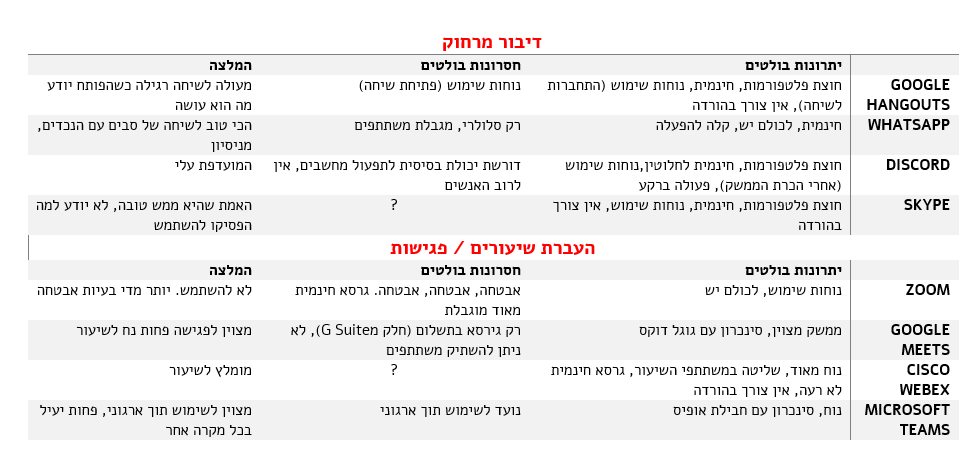 דיבור מרחוק
יתרונות בולטים חסרונות בולטים המלצה
GOOGLE חוצת פלטפורמות, חינמית, נוחות שימוש (התחברות נוחות שימוש (פתיחת שיחה) מעולה לשיחה רגילה כשהפותח יודע
HANGOUTS לשיחה), אין צורך בהורדה מה הוא עושה
WHATSAPP חינמית, לכולם יש, קלה להפעלה רק סלולרי, מגבלת משתתפים הכי טוב לשיחה של סבים עם הנכדים,
מניסיון
DISCORD חוצת פלטפורמות, חינמית לחלוטין,נוחות שימוש דורשת יכולת בסיסית לתפעול מחשבים, אין המועדפת עלי
(אחרי הכרת הממשק), פעולה ברקע לרוב האנשים
SKYPE חוצת פלטפורמות, חינמית, נוחות שימוש, אין צורך ? האמת שהיא ממש טובה, לא יודע למה
בהורדה הפסיקו להשתמש
העברת שיעורים / פגישות
יתרונות בולטים חסרונות בולטים המלצה
ZOOM נוחות שימוש, לכולם יש אבטחה, אבטחה, אבטחה. גרסא חינמית לא להשתמש. יותר מדי בעיות אבטחה
מאוד מוגבלת
GOOGLE ממשק מצוין, סינכרון עם גוגל דוקס רק גירסא בתשלום (חלק מG Suite), לא מצוין לפגישה פחות נח לשיעור
MEETS ניתן להשתיק משתתפים
CISCO נוח מאוד, שליטה במשתתפי השיעור, גרסא חינמית ? מומלץ לשיעור
WEBEX לא רעה, אין צורך בהורדה
MICROSOFT נוח, סינכרון עם חבילת אופיס נועד לשימוש תוך ארגוני מצוין לשימוש תוך ארגוני, פחות יעיל
TEAMS בכל מקרה אחר